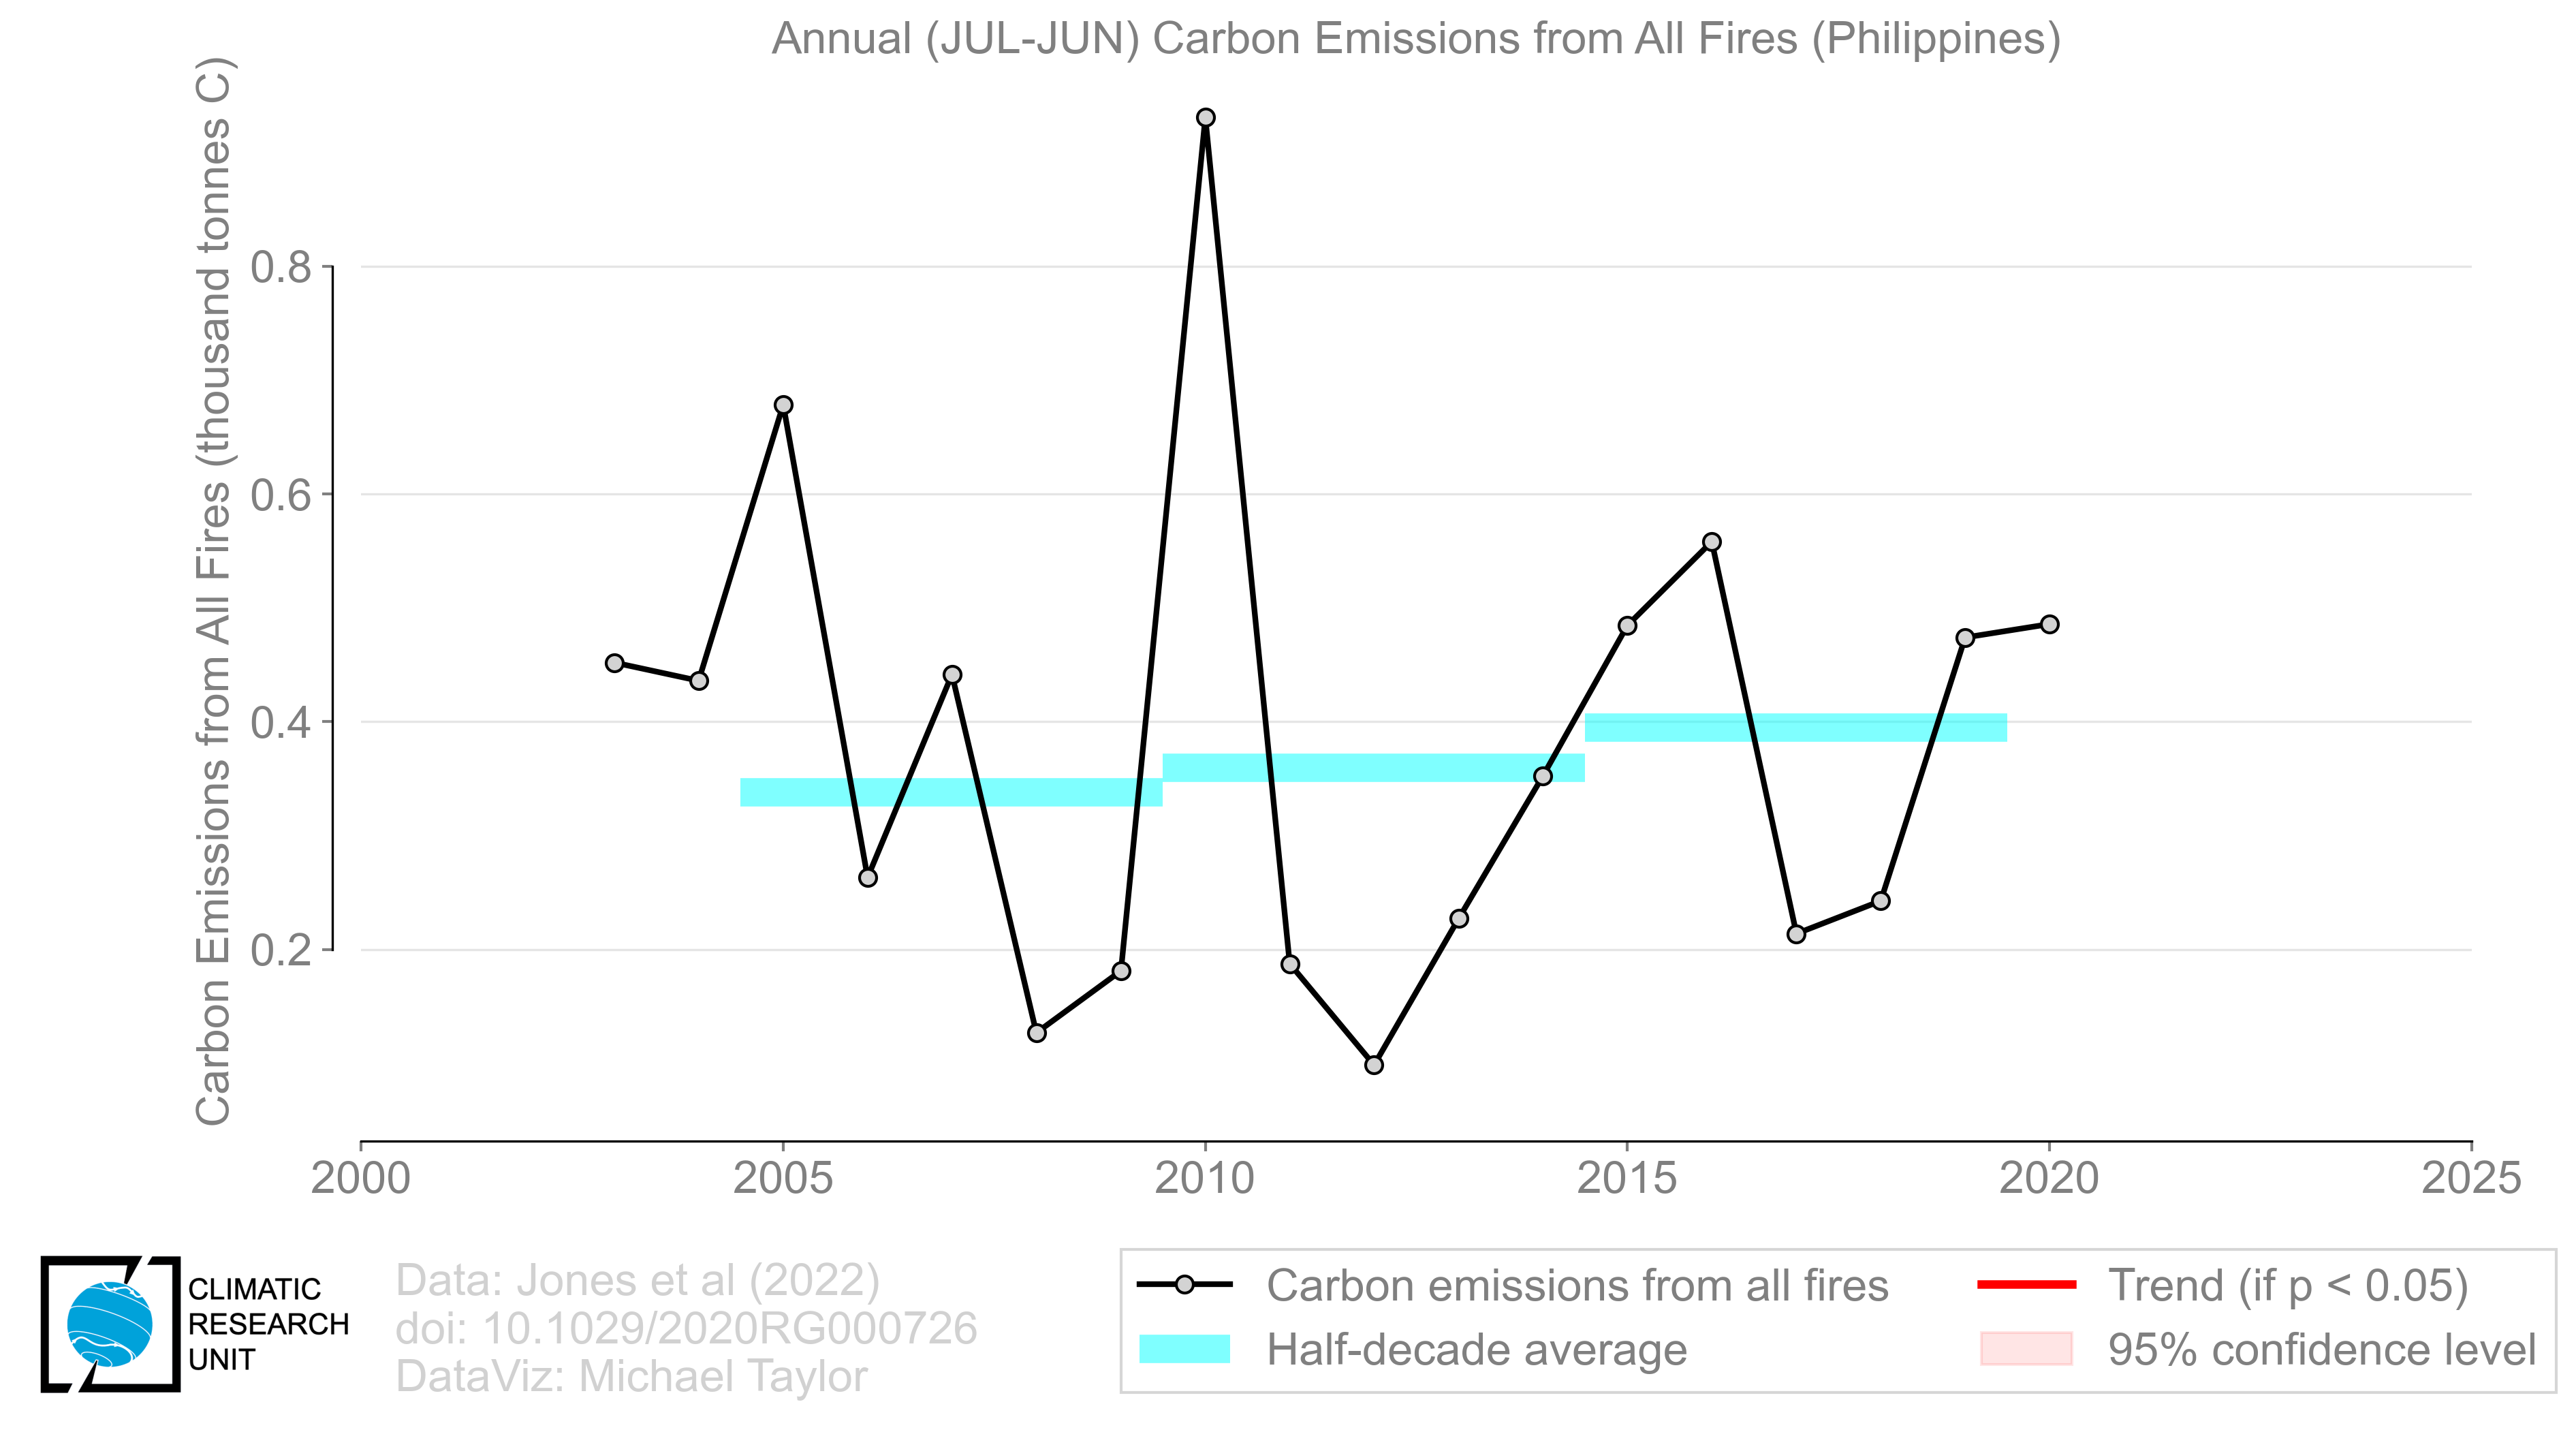 Annual (JUL-JUN) Carbon Emissions from All Fires (Philippines)
Carbon Emissions from All Fires (thousand tonnes C)
0.8
0.6
0.4
0.2
2000
2005
2010
2015
2020
2025
CLIMATIC
RESEARCH
UNIT
Data: Jones et al (2022)
doi: 10.1029/2020RG000726
DataViz: Michael Taylor
Carbon emissions from all fires
Half-decade average
Trend (if p < 0.05)
95% confidence level